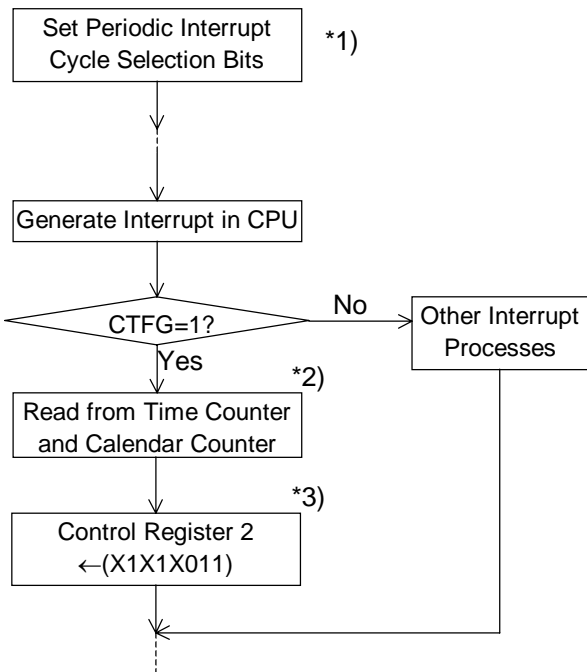 Set Periodic Interrupt
Cycle Selection Bits
*1)
Generate Interrupt in CPU
CTFG=1?
No
Other Interrupt
Processes
Yes
*2)
Read from Time Counter
and Calendar Counter
*3)
Control Register 2
←(X1X1X011)